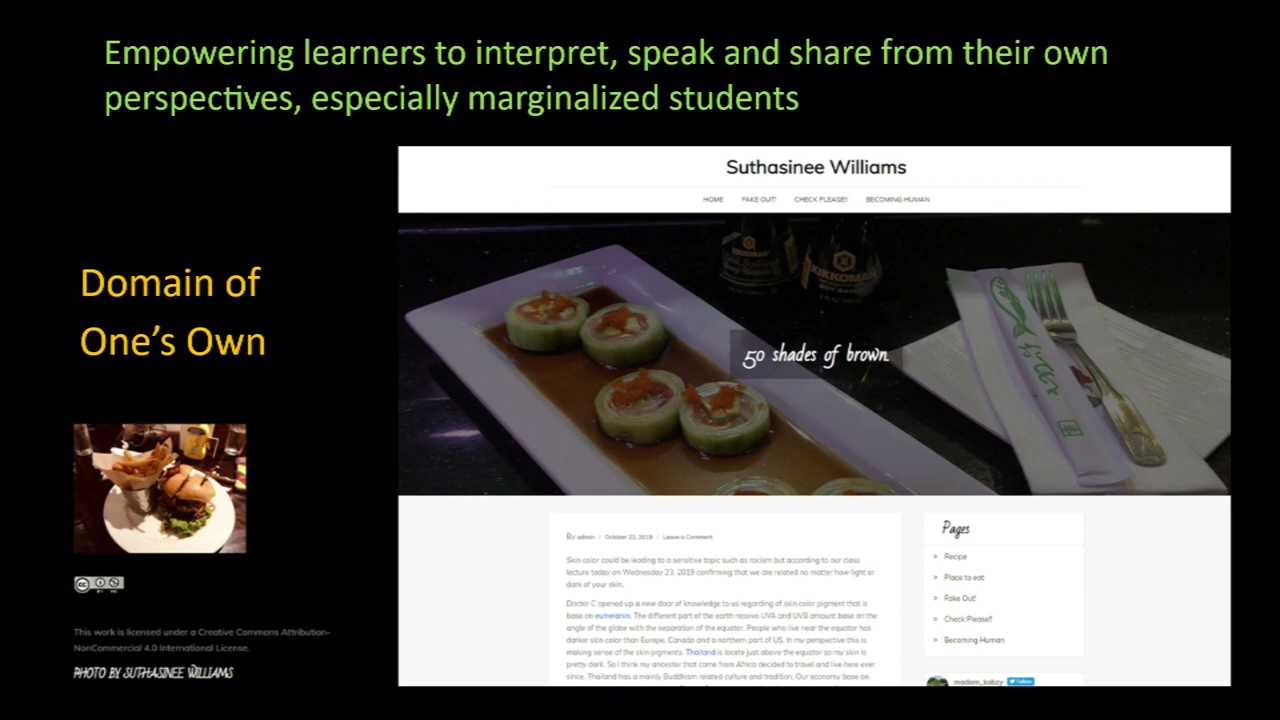 Empowering learners to interpret, speak and share from their own
perspectives, especially marginalized students
Domain of
One's Own
This work is licensed under a Creative Commons Attribution-
NonCommercial 4.0 International License.
PHOTO BY SUTHASINEE WILLIAMS
Suthasinee Williams
HOME FAKE OUT! CHECK PLEASE!! BECOMING HUMAN
KIKKOMAN
KIKKOMAN
50 shades of brown
By admin / October 23, 2019 / Leave a Comment
Skin color could be leading to a sensitive topic such as racism but according to our class
lecture today on Wednesday 23, 2019 confirming that we are related no matter how light or
dark of your skin.
Doctor C opened up a new door of knowledge to us regarding of skin color pigment that is
base on eumelanin. The different part of the earth receive UVA and UVB amount base on the
angle of the globe with the separation of the equator. People who live near the equator has
darker skin color than Europe, Canada and a northern part of US. In my perspective this is
making sense of the skin pigments. Thailand is locate just above the equator so my skin is
pretty dark. So I think my ancestor that came from Africa decided to travel and live here ever
since. Thailand has a mainly Buddhism related culture and tradition. Our economy base on
Pages
> Recipe
> Place to eat
> Fake Out!
> Check Please!!
> Becoming Human
madam_kabzy Follow